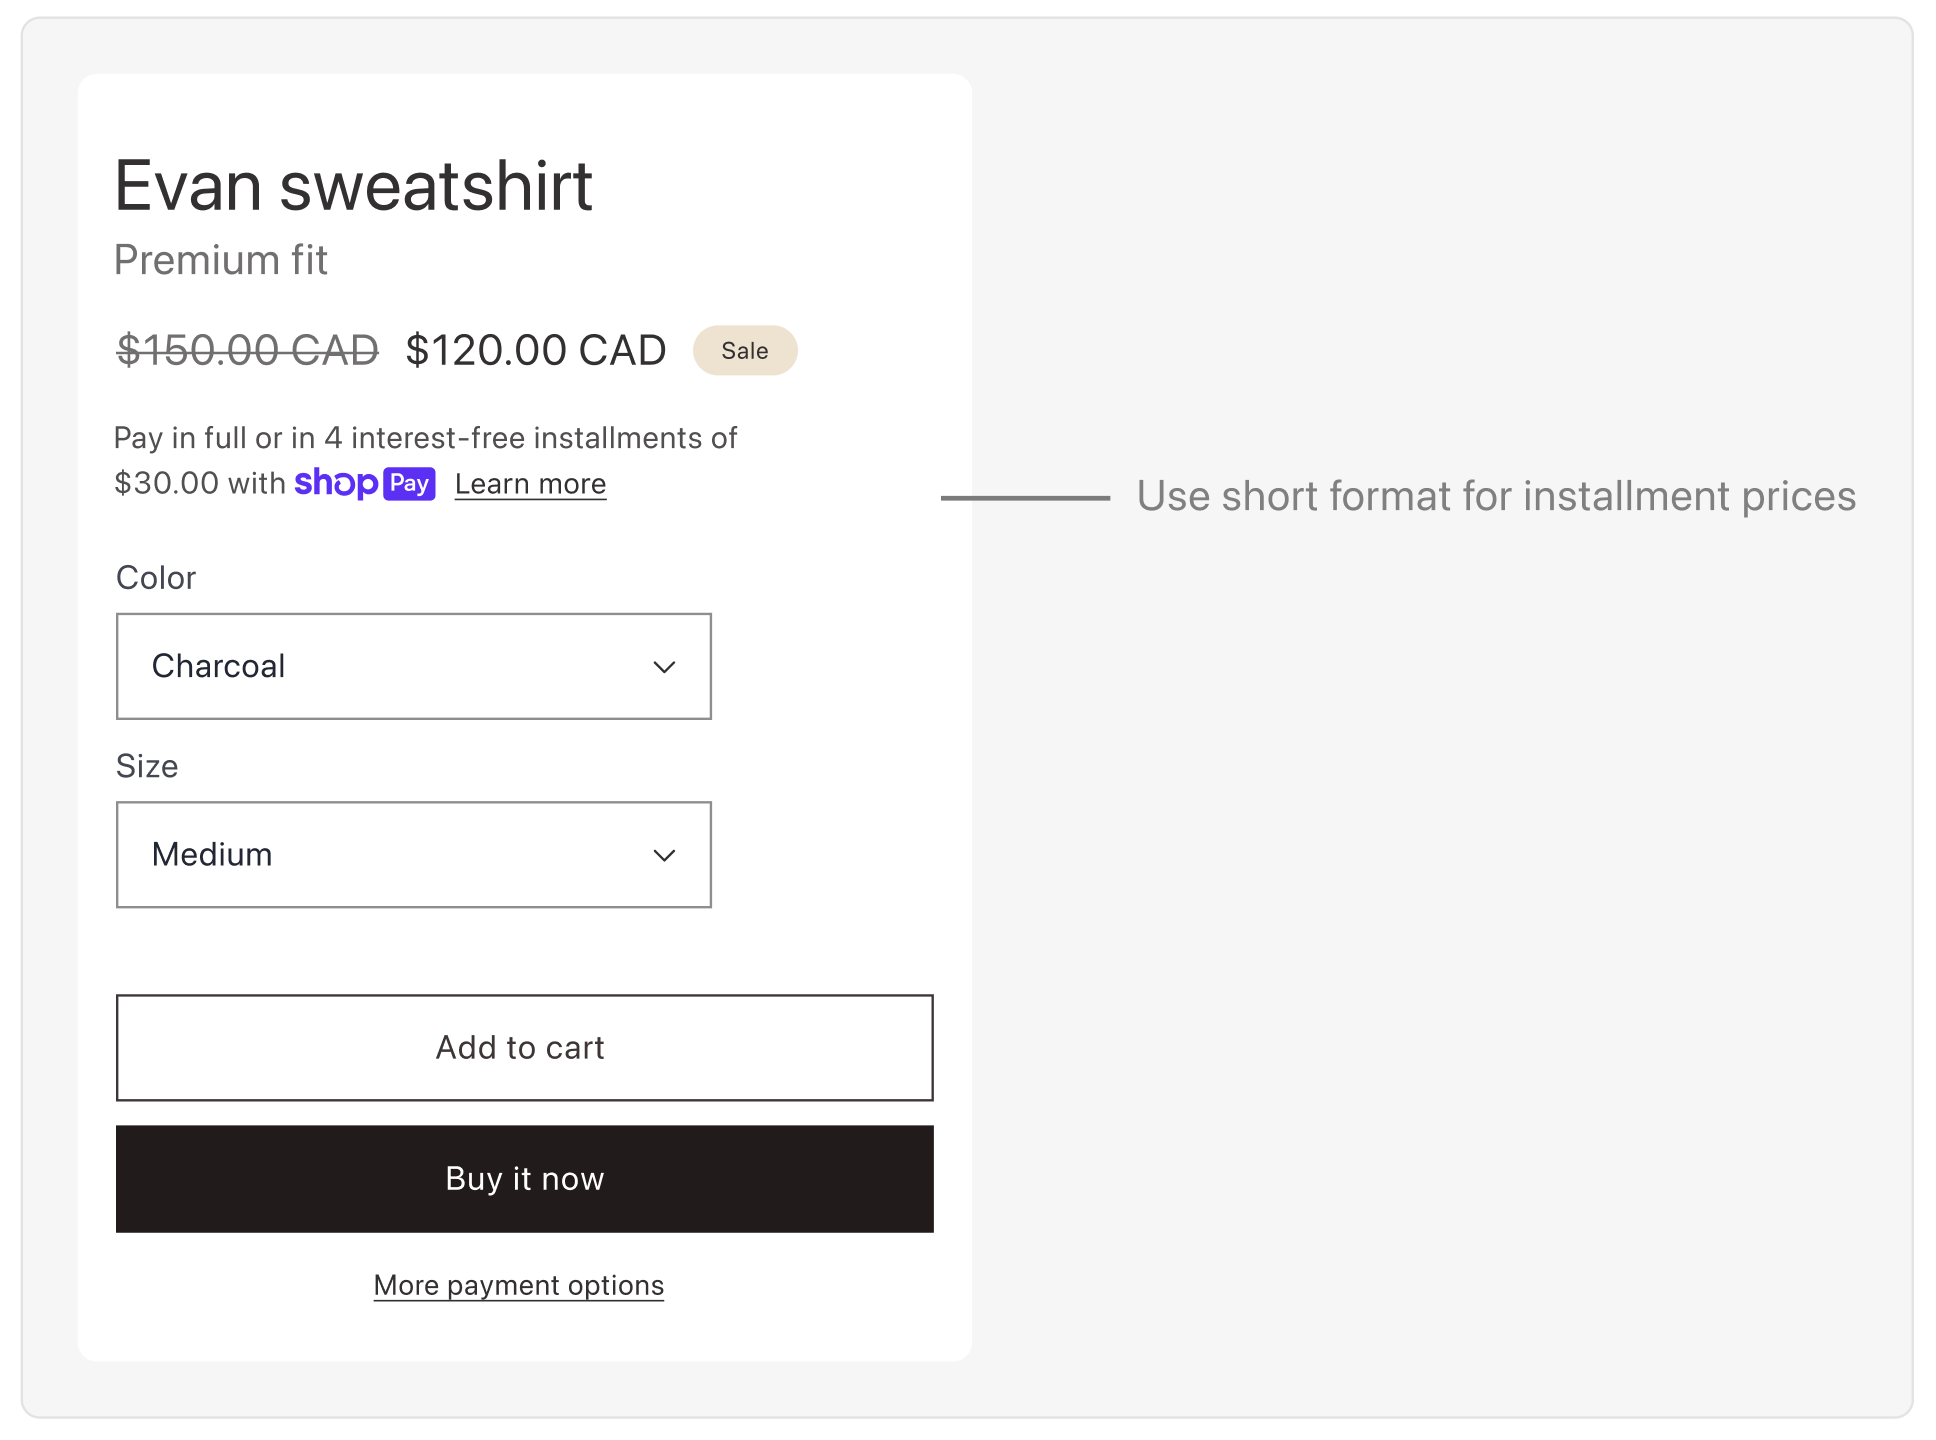 Evan sweatshirt
Premium fit
$150.00 CAD $120.00 CAD Sale
Pay in full or in 4 interest-free installments of
$30.00 with shop Pay Learn more
Use short format for installment prices
Color
Charcoal
Size
Medium
Add to cart
Buy it now
More payment options